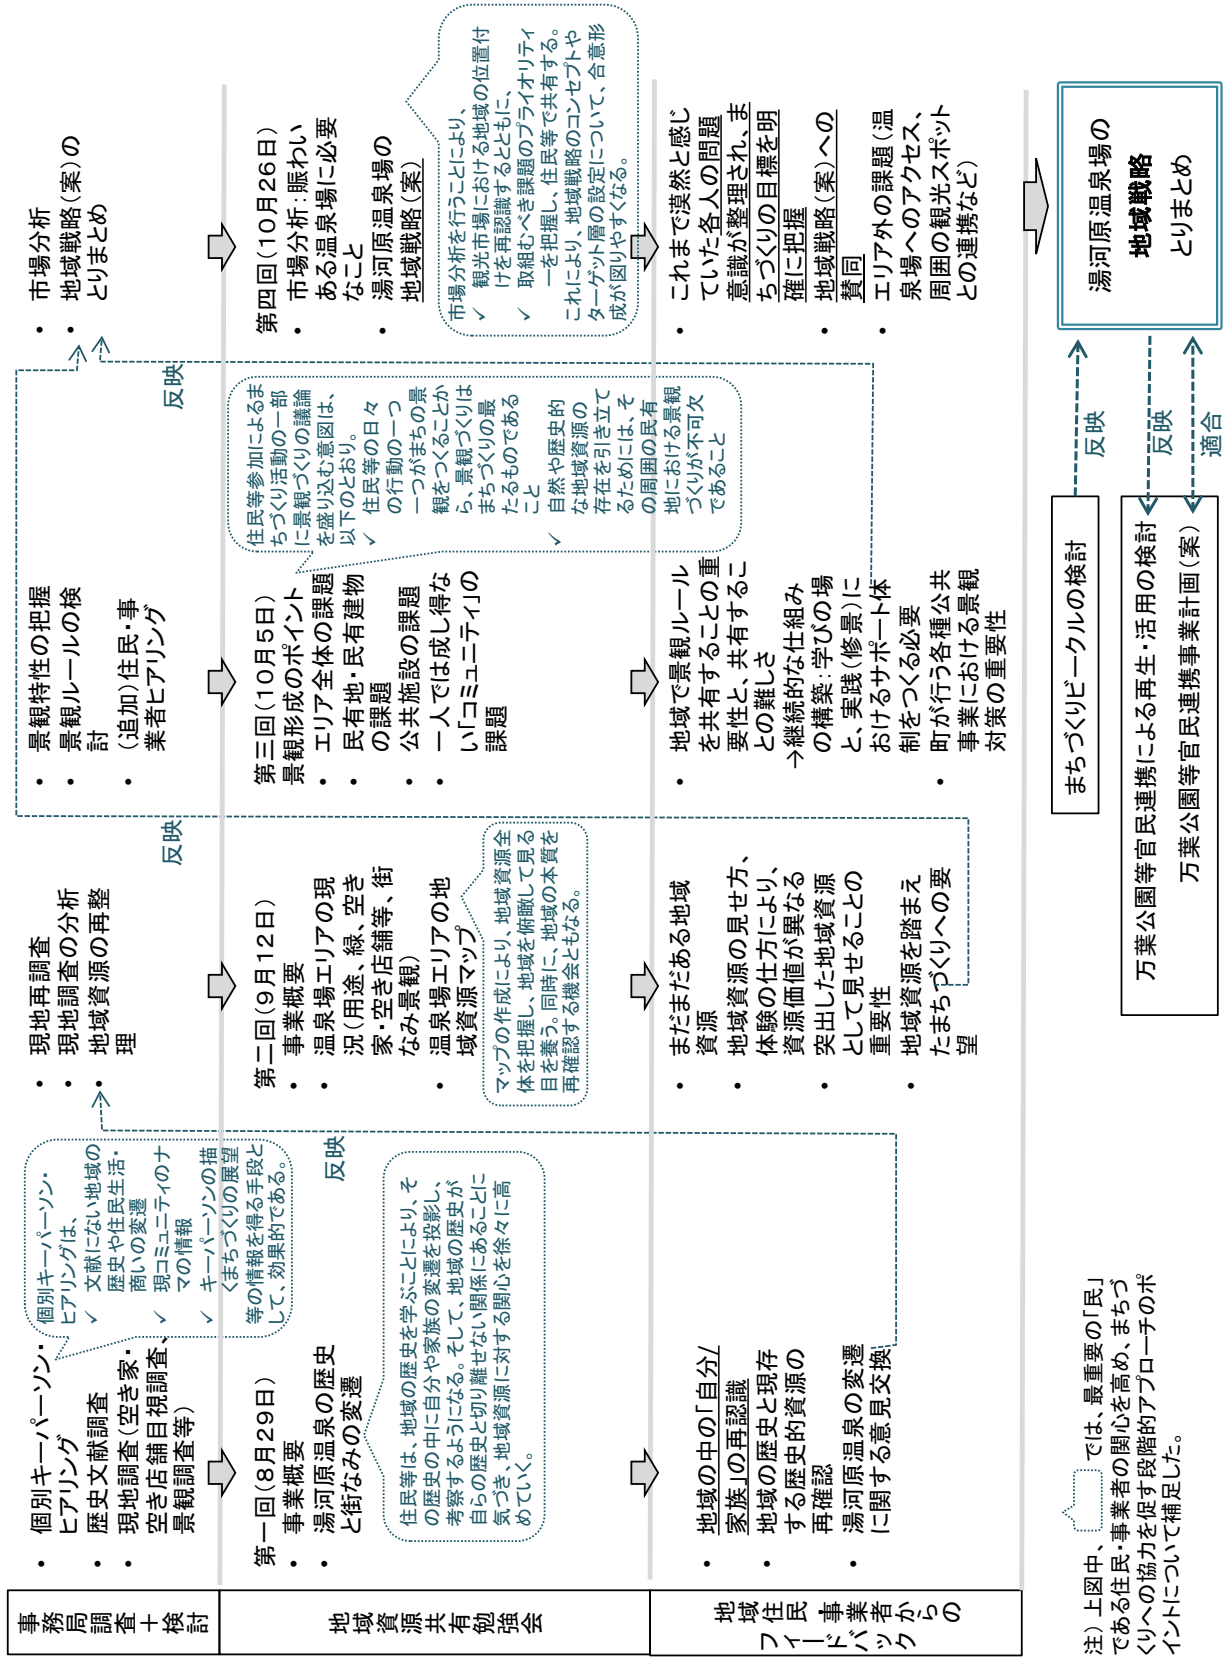 事務局調査＋検討
・ 個別キーパーソン・
ヒアリング
・ 歴史文献調査
・ 現地調査（空き家・
空き店舗目視調査、
景観調査等）
個別キーパーソン・
ヒアリングは、
✓ 文献にない地域の
歴史や住民生活・
商いの変遷
✓ 現コミュニティのナ
マの情報
✓ キーパーソンの描
くまちづくりの展望
等の情報を得る手段と
して、効果的である。
・ 現地再調査
・ 現地調査の分析
・ 地域資源の再整
理
・ 景観特性の把握
・ 景観ルールの検
討
・ （追加）住民・事
業者ヒアリング
・ 市場分析
・ 地域戦略（案）の
とりまとめ
反映
反映
反映
地域資源共有勉強会
第一回（8月29日）
・ 事業概要
・ 湯河原温泉の歴史
と街なみの変遷
住民等は、地域の歴史を学ぶことにより、そ
の歴史の中に自分や家族の変遷を投影し、
考察するようになる。そして、地域の歴史が
自らの歴史と切り離せない関係にあることに
気づき、地域資源に対する関心を徐々に高
めていく。
第二回（9月12日）
・ 事業概要
・ 温泉場エリアの現
況（用途、緑、空き
家・空き店舗等、街
なみ景観）
・ 温泉場エリアの地
域資源マップ
マップの作成により、地域資源全
体を把握し、地域を俯瞰して見る
目を養う。同時に、地域の本質を
再確認する機会ともなる。
第三回（10月5日）
景観形成のポイント
・ エリア全体の課題
・ 民有地・民有建物
の課題
・ 公共施設の課題
・ 一人では成し得な
い「コミュニティ」の
課題
住民等参加によるま
ちづくり活動の一部
に景観づくりの議論
を盛り込む意図は、
以下のとおり。
✓ 住民等の日々
の行動の一つ
一つがまちの景
観をつくることか
ら、景観づくりは
まちづくりの最
たるものである
こと
✓ 自然や歴史的
な地域資源の
存在を引き立て
るためには、そ
の周囲の民有
地における景観
づくりが不可欠
であること
第四回（10月26日）
・ 市場分析：賑わい
ある温泉場に必要
なこと
・ 湯河原温泉場の
地域戦略（案）
市場分析を行うことにより、
✓ 観光市場における地域の位置付
けを再認識するとともに、
✓ 取組むべき課題のプライオリティ
ーを把握し、住民等で共有する。
これにより、地域戦略のコンセプトや
ターゲット層の設定について、合意形
成が図りやすくなる。
地域住民・事業者からの
フィードバック
・ 地域の中の「自分/
家族」の再認識
・ 地域の歴史と現存
する歴史的資源の
再確認
・ 湯河原温泉の変遷
に関する意見交換
・ まだまだある地域
資源
・ 地域資源の見せ方、
体験の仕方により、
資源価値が異なる
・ 突出した地域資源
として見せることの
重要性
・ 地域資源を踏まえ
たまちづくりへの要
望
・ 地域で景観ルール
を共有することの重
要性と、共有するこ
との難しさ
→継続的な仕組み
の構築：学びの場
と、実践（修景）に
おけるサポート体
制をつくる必要
・ 町が行う各種公共
事業における景観
対策の重要性
・ これまで漠然と感じ
ていた各人の問題
意識が整理され、ま
ちづくりの目標を明
確に把握
・ 地域戦略（案）への
賛同
・ エリア外の課題（温
泉場へのアクセス、
周囲の観光スポット
との連携など）
注）上図中、 では、最重要の「民」
である住民・事業者の関心を高め、まちづ
くりへの協力を促す段階的アプローチのポ
イントについて補足した。
まちづくりビークルの検討
万葉公園等官民連携による再生・活用の検討
万葉公園等官民連携事業計画（案）
反映
反映
適合
湯河原温泉場の
地域戦略
とりまとめ